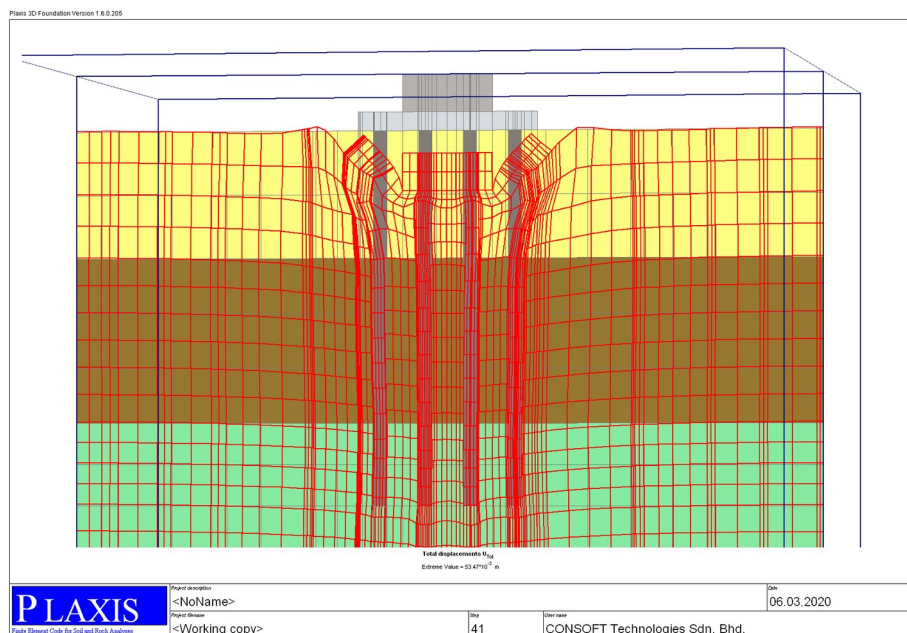 Plaxis 3D Foundation Version 1.6.0.205
Total displacements U_Tot
Extreme Value = 53.47*10^-3 m
PLAXIS
Finite Element Code for Soil and Rock Analyses
Project description
<NoName>
Date
06.03.2020
Project filename
<Working copy>
Step
41
User name
CONSOFT Technologies Sdn. Bhd.